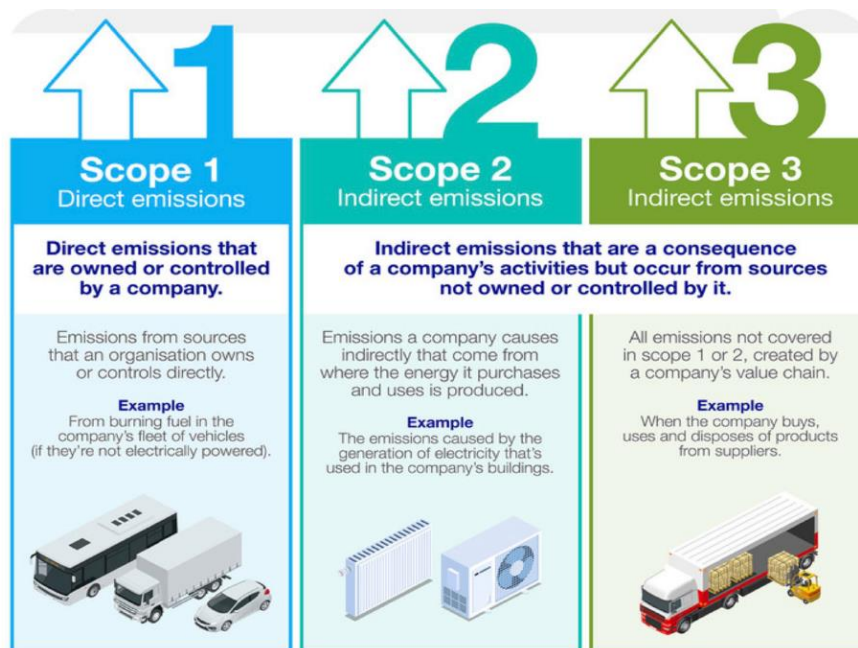 1
Scope 1
Direct emissions
2
Scope 2
Indirect emissions
3
Scope 3
Indirect emissions
Direct emissions that
are owned or controlled
by a company.
Indirect emissions that are a consequence
of a company's activities but occur from sources
not owned or controlled by it.
Emissions from sources
that an organisation owns
or controls directly.
Example
From burning fuel in the
company's fleet of vehicles
(if they're not electrically powered).
Emissions a company causes
indirectly that come from
where the energy it purchases
and uses is produced.
Example
The emissions caused by the
generation of electricity that's
used in the company's buildings.
All emissions not covered
in scope 1 or 2, created by
a company's value chain.
Example
When the company buys,
uses and disposes of products
from suppliers.